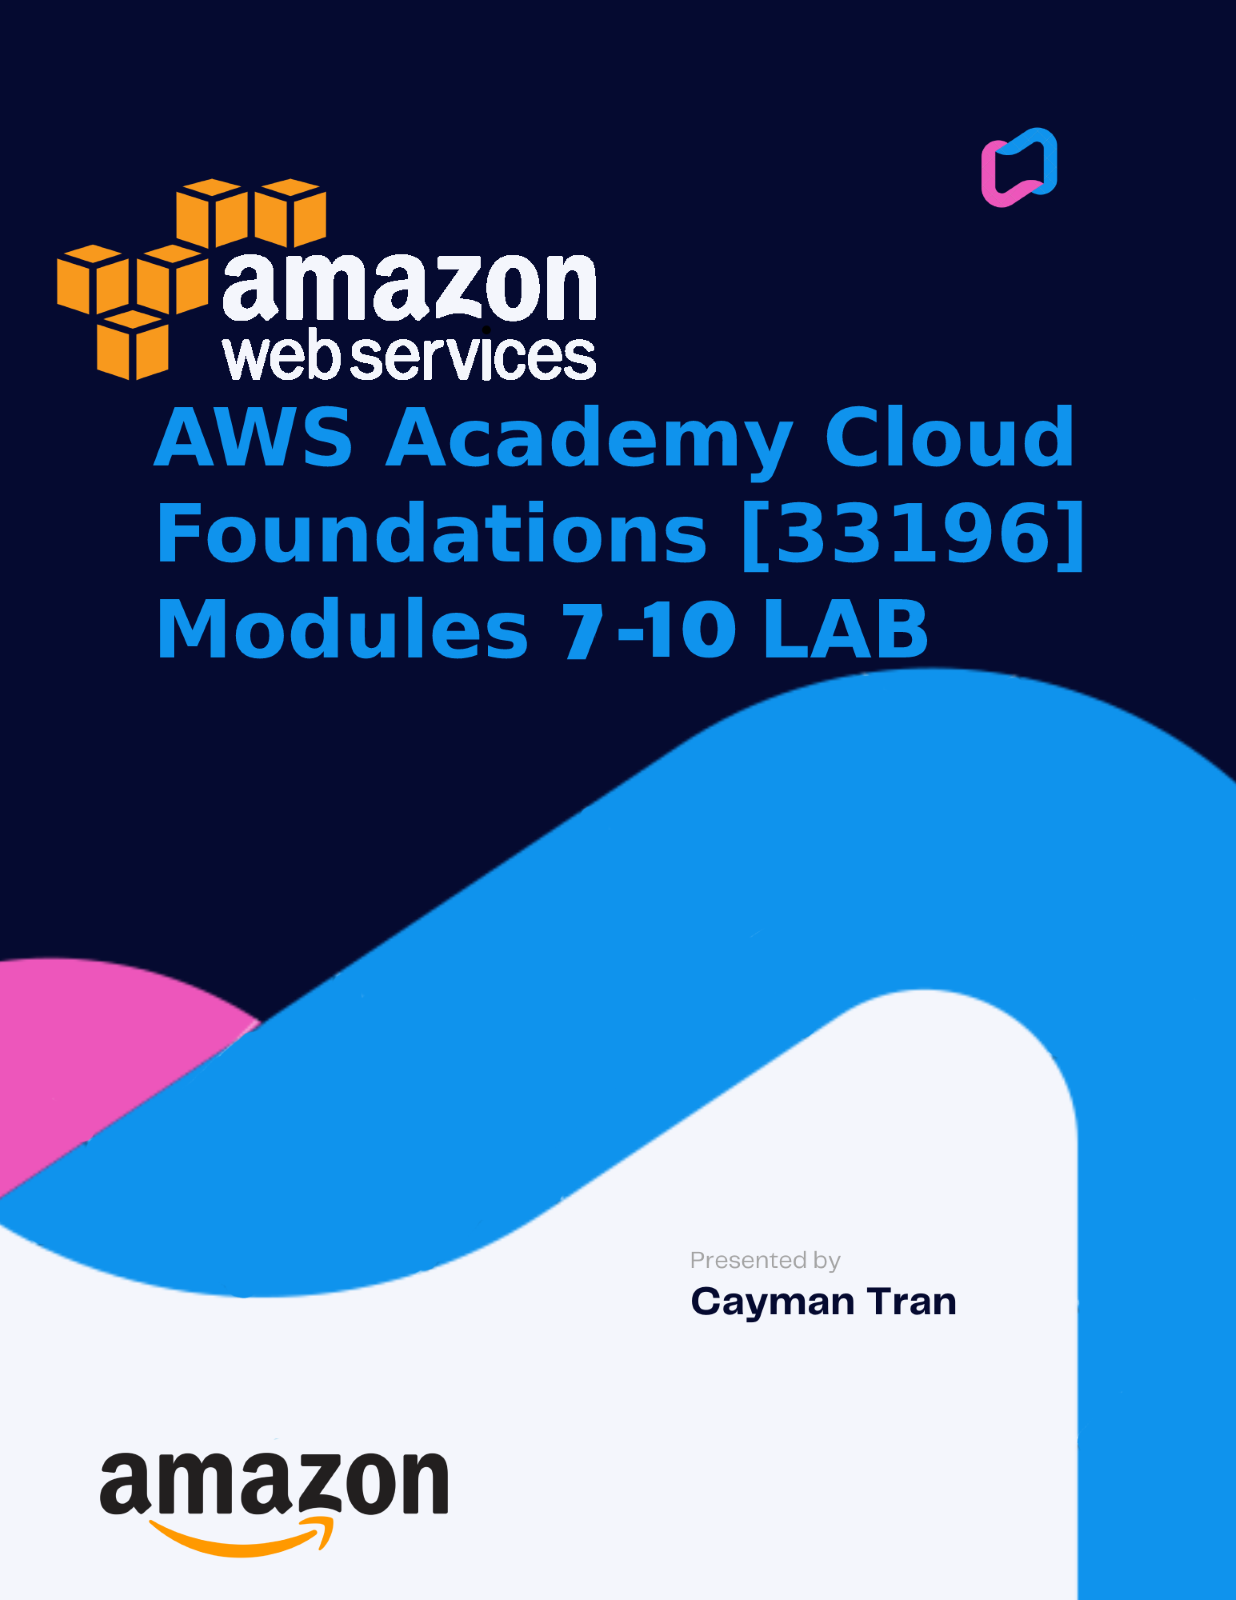 amazon
web services
AWS Academy Cloud
Foundations [33196]
Modules 7-10 LAB
Presented by
Cayman Tran
amazon